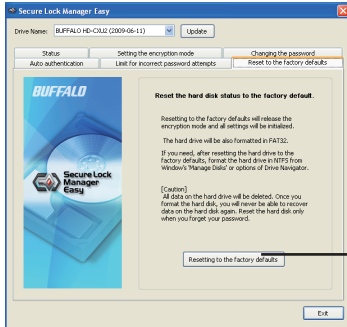 Secure Lock Manager Easy
Drive Name: BUFFALO HD-CXU2 (2009-06-11) Update
Status Setting the encryption mode Changing the password
Auto authentication Limit for incorrect password attempts Reset to the factory defaults
BUFFALO
Secure Lock
Manager
Easy
Reset the hard disk status to the factory default.
Resetting to the factory defaults will release the
encryption mode and all settings will be initialized.
The hard drive will be also formatted in FAT32.
If you need, after resetting the hard drive to the
factory defaults, format the hard drive in NTFS from
Window's 'Manage Disks' or options of Drive Navigator.
[Caution]
All data on the hard drive will be deleted. Once you
format the hard disk, you will never be able to recover
data on the hard disk again. Reset the hard disk only
when you forget your password.
Resetting to the factory defaults
Exit